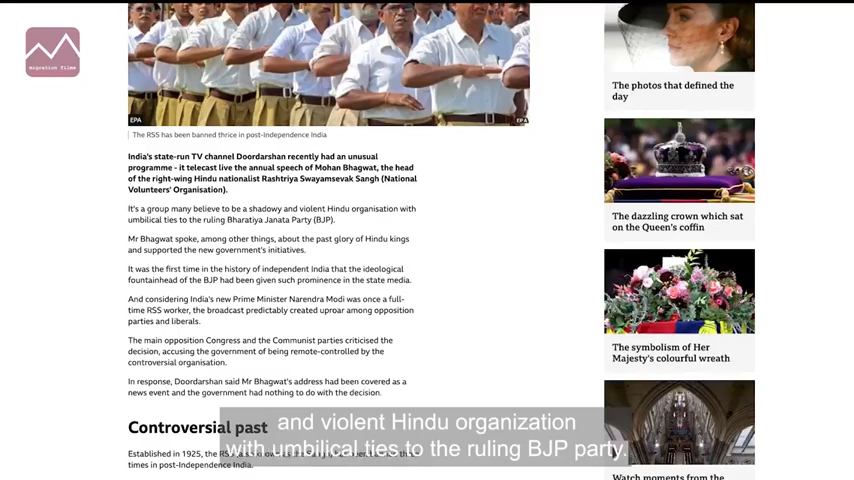 migration films
EPA
EPA
The RSS has been banned thrice in post-Independence India
India's state-run TV channel Doordarshan recently had an unusual
programme - it telecast live the annual speech of Mohan Bhagwat, the head
of the right-wing Hindu nationalist Rashtriya Swayamsevak Sangh (National
Volunteers' Organisation).
It's a group many believe to be a shadowy and violent Hindu organisation with
umbilical ties to the ruling Bharatiya Janata Party (BJP).
Mr Bhagwat spoke, among other things, about the past glory of Hindu kings
and supported the new government's initiatives.
It was the first time in the history of independent India that the ideological
fountainhead of the BJP had been given such prominence in the state media.
And considering India's new Prime Minister Narendra Modi was once a full-
time RSS worker, the broadcast predictably created uproar among opposition
parties and liberals.
The main opposition Congress and the Communist parties criticised the
decision, accusing the government of being remote-controlled by the
controversial organisation.
In response, Doordarshan said Mr Bhagwat's address had been covered as a
news event and the government had nothing to do with the decision.
Controversial past
Established in 1925, the
times in post-Independence India.
The photos that defined the
day
The dazzling crown which sat
on the Queen's coffin
The symbolism of Her
Majesty's colourful wreath
Watch moments from the
and violent Hindu organization
with umbilical ties to the ruling BJP party.